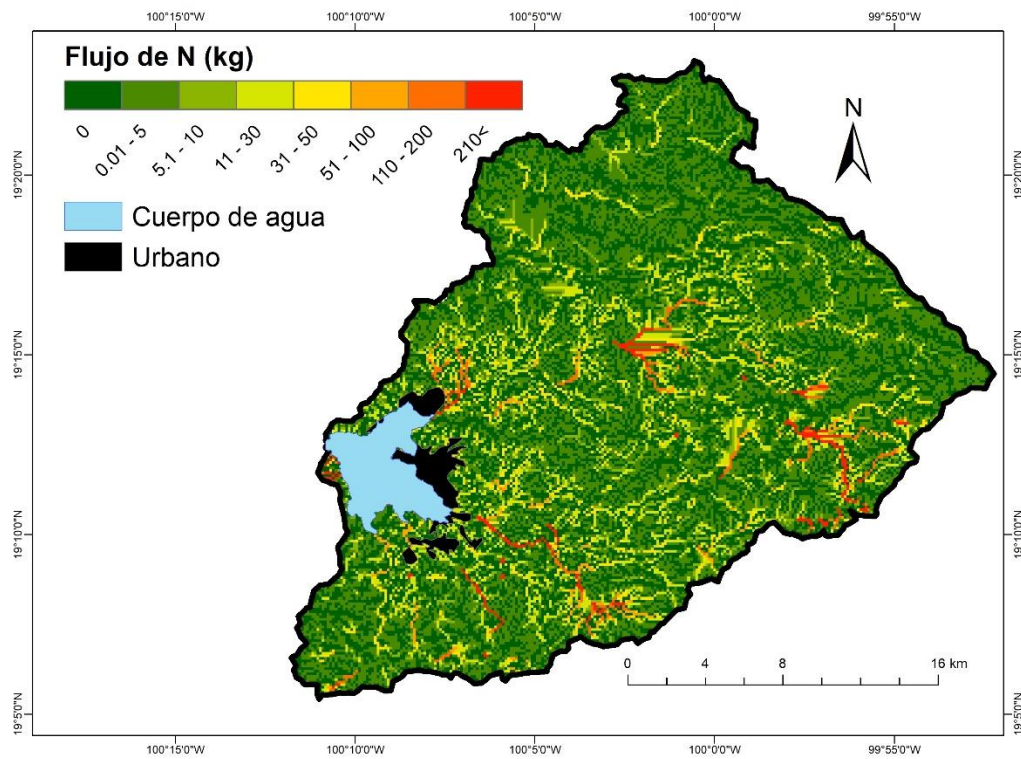 100°15'0"W 100°10'0"W 100°5'0"W 100°0'0"W 99°55'0"W
Flujo de N (kg)
0
0.01 - 5
5.1 - 10
11 - 30
31 - 50
51 - 100
110 - 200
210<
Cuerpo de agua
Urbano
N
19°20'0"N 19°20'0"N
19°15'0"N 19°15'0"N
19°10'0"N 19°10'0"N
0 4 8 16 km
19°5'0"N 19°5'0"N
100°15'0"W 100°10'0"W 100°5'0"W 100°0'0"W 99°55'0"W